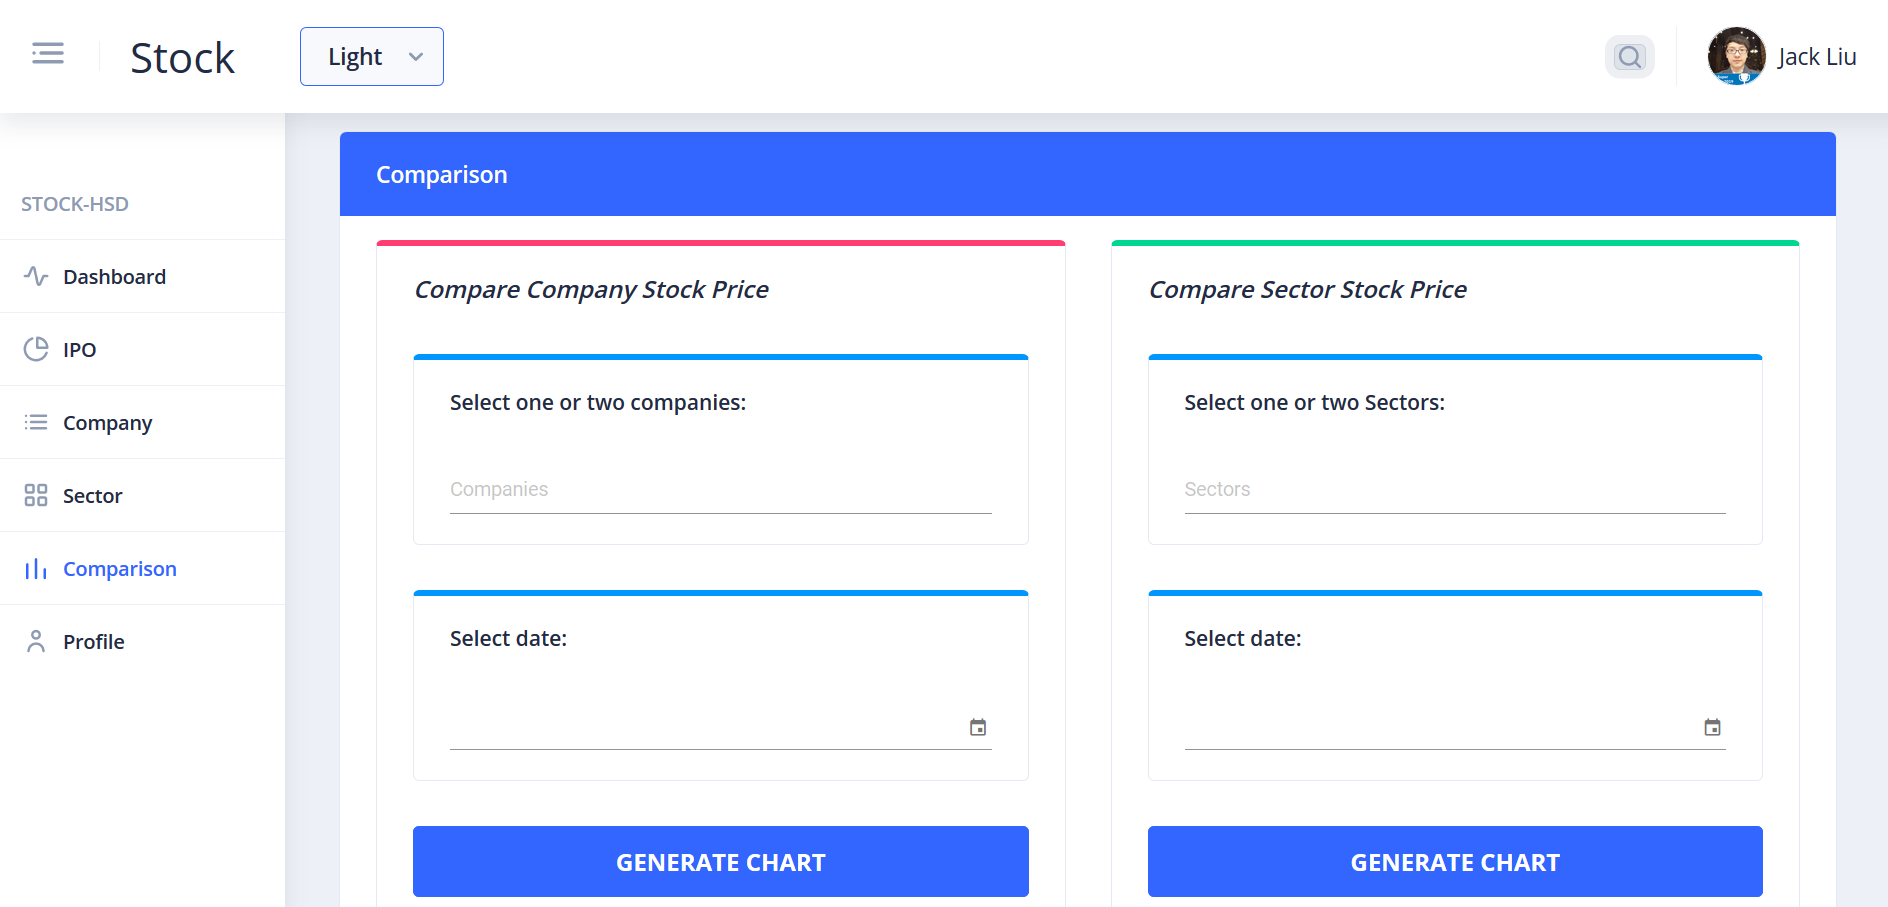 Stock
Light
Jack Liu
STOCK-HSD
Dashboard
IPO
Company
Sector
Comparison
Profile
Comparison
Compare Company Stock Price
Select one or two companies:
Companies
Select date:
GENERATE CHART
Compare Sector Stock Price
Select one or two Sectors:
Sectors
Select date:
GENERATE CHART